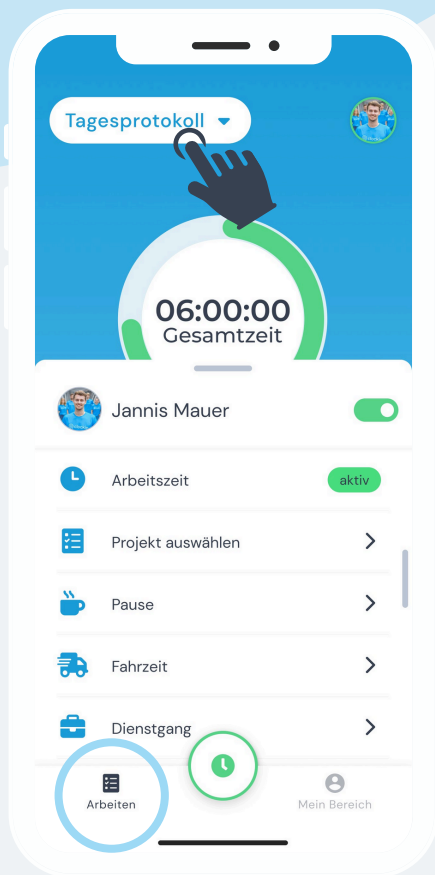 Tagesprotokoll
06:00:00
Gesamtzeit
Jannis Mauer
Arbeitszeit
aktiv
Projekt auswählen
Pause
Fahrzeit
Dienstgang
Arbeiten
Mein Bereich